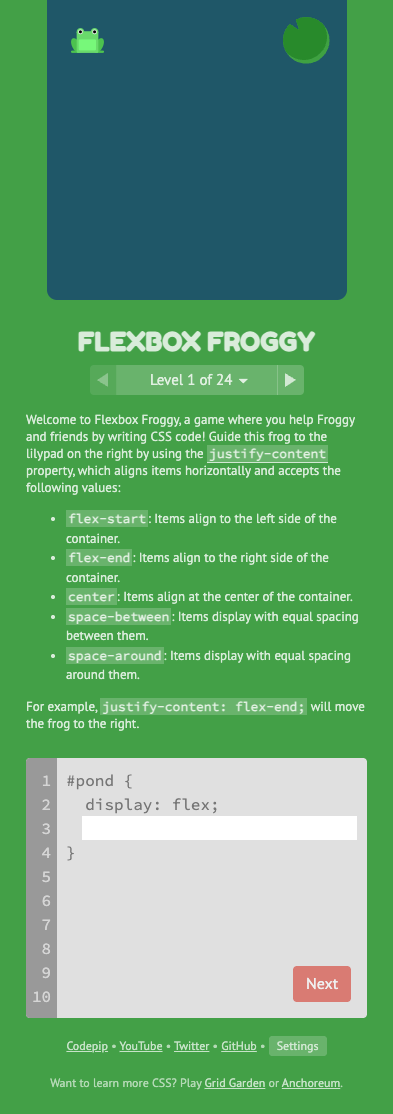 FLEXBOX FROGGY
Level 1 of 24
Welcome to Flexbox Froggy, a game where you help Froggy
and friends by writing CSS code! Guide this frog to the
lilypad on the right by using the justify-content
property, which aligns items horizontally and accepts the
following values:
• flex-start: Items align to the left side of the
container.
• flex-end: Items align to the right side of the
container.
• center: Items align at the center of the container.
• space-between: Items display with equal spacing
between them.
• space-around: Items display with equal spacing
around them.
For example, justify-content: flex-end; will move
the frog to the right.
1 #pond {
2 display: flex;
3
4 }
5
6
7
8
9
10
Next
Codepip • YouTube • Twitter • GitHub • Settings
Want to learn more CSS? Play Grid Garden or Anchoreum.